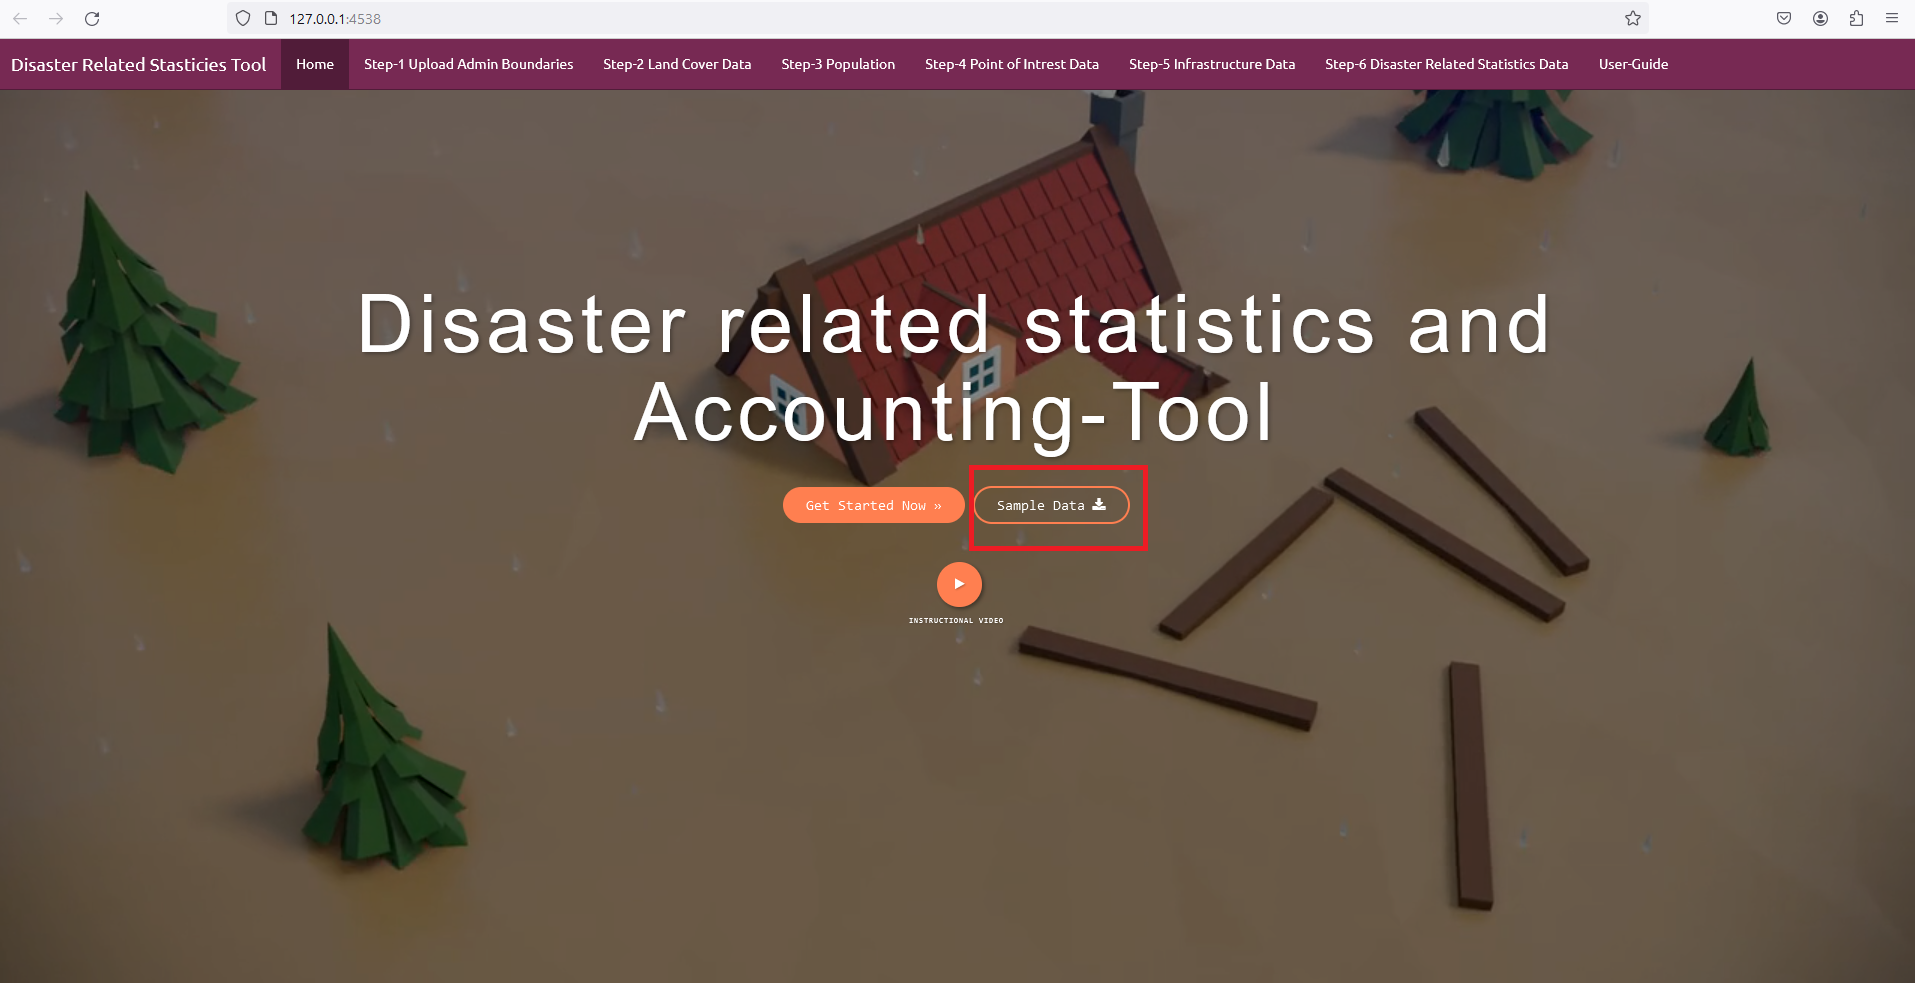 127.0.0.1:4538
Disaster Related Stasticies Tool Home Step-1 Upload Admin Boundaries Step-2 Land Cover Data Step-3 Population Step-4 Point of Intrest Data Step-5 Infrastructure Data Step-6 Disaster Related Statistics Data User-Guide
Disaster related statistics and
Accounting-Tool
Get Started Now » Sample Data
INSTRUCTIONAL VIDEO